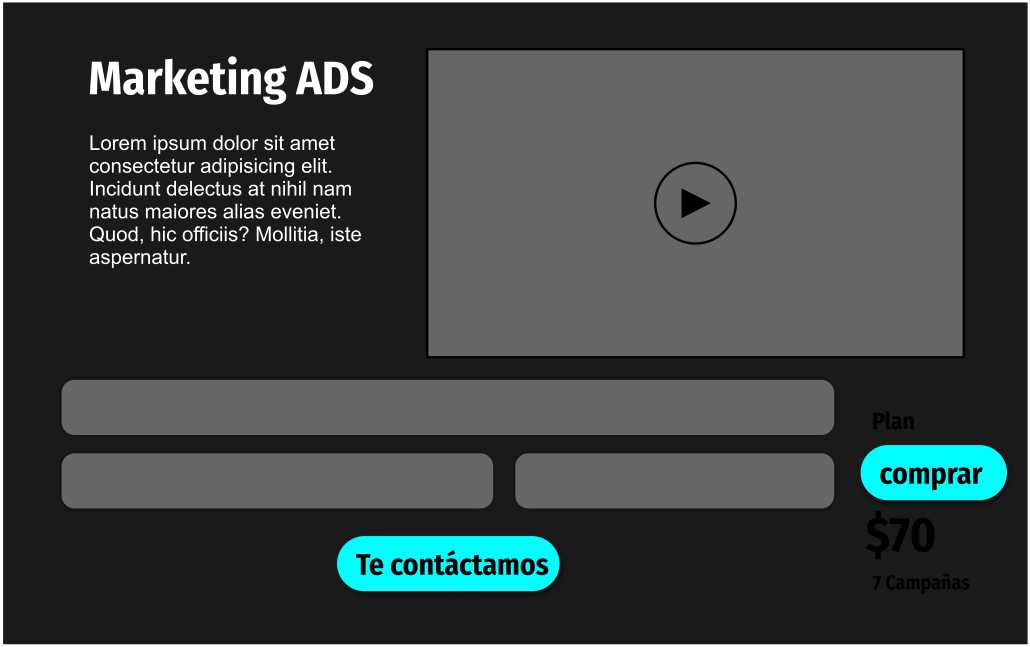 Marketing ADS
Lorem ipsum dolor sit amet
consectetur adipisicing elit.
Incidunt delectus at nihil nam
natus maiores alias eveniet.
Quod, hic officiis? Mollitia, iste
aspernatur.
Plan
comprar
$70
7 Campañas
Te contáctamos